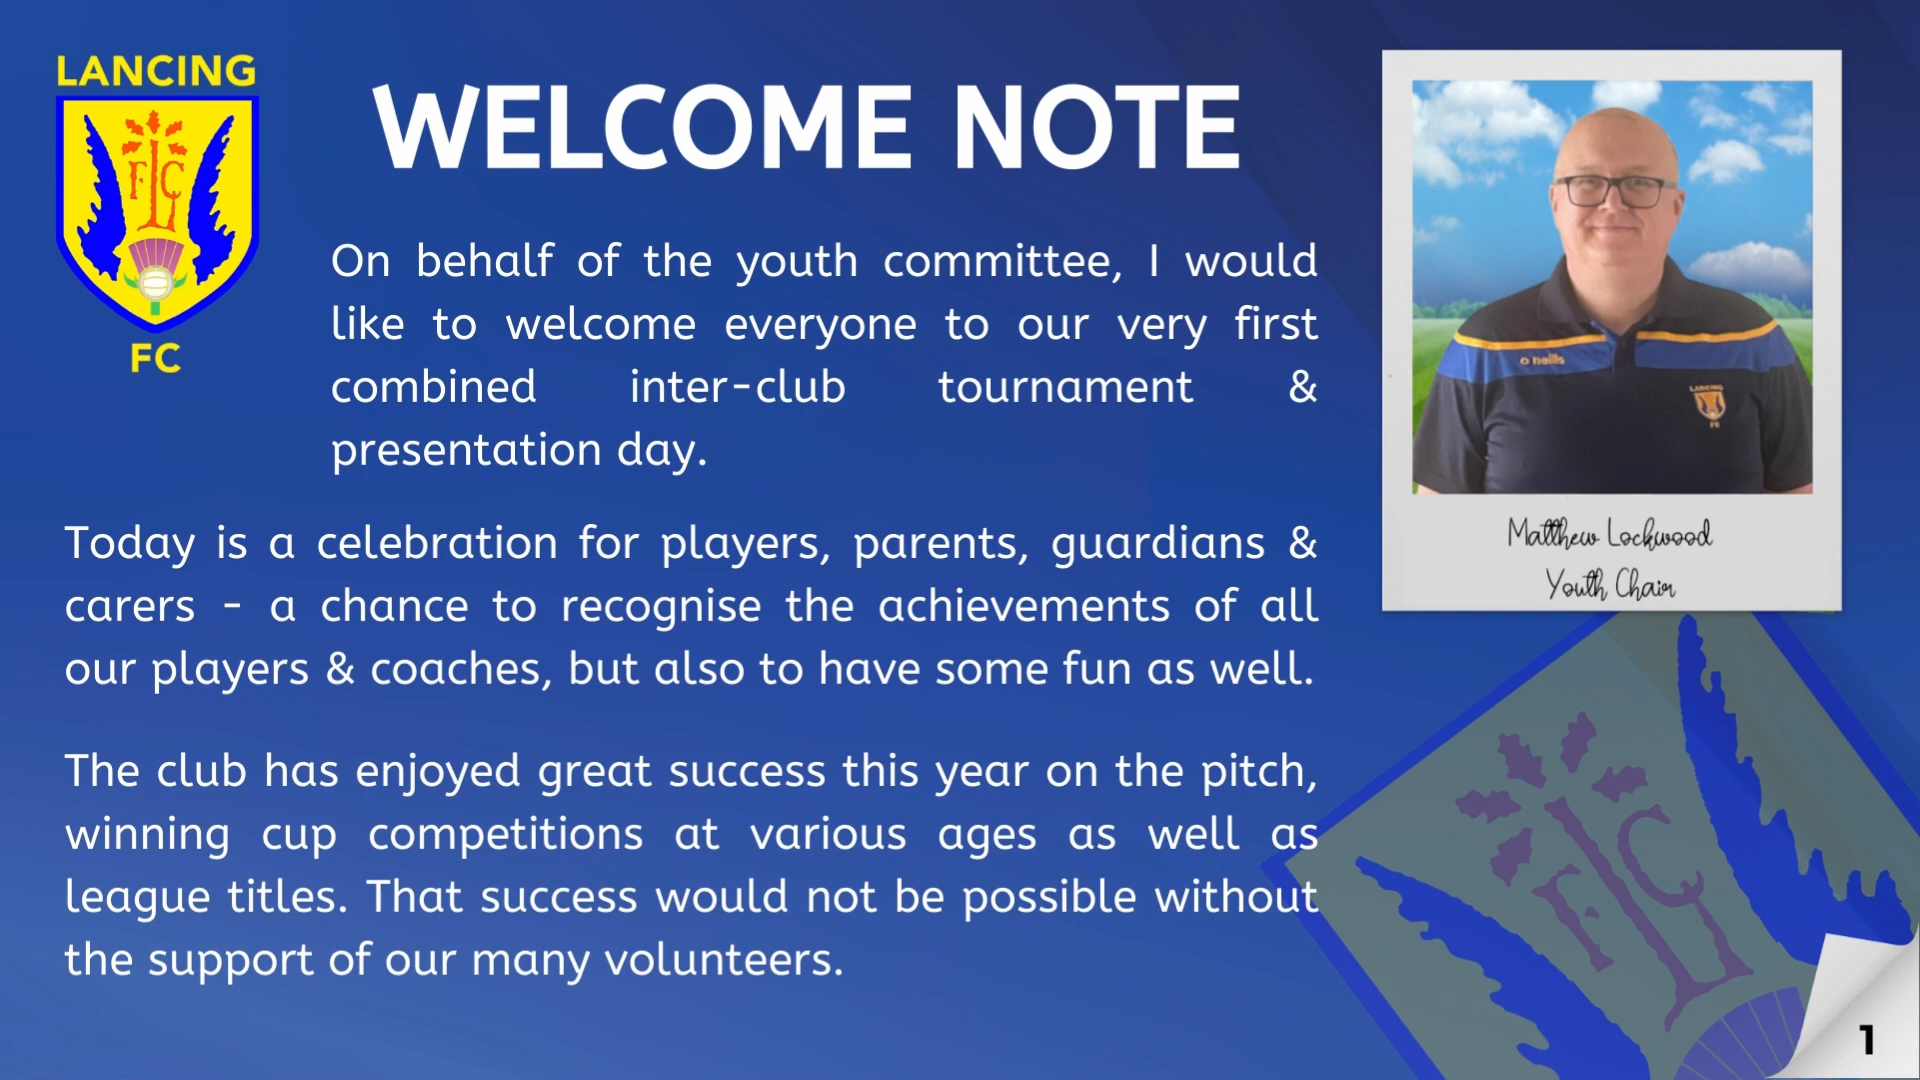 LANCING
F L C
FC
WELCOME NOTE
On behalf of the youth committee, I would
like to welcome everyone to our very first
combined inter-club tournament &
presentation day.
Today is a celebration for players, parents, guardians &
carers - a chance to recognise the achievements of all
our players & coaches, but also to have some fun as well.
The club has enjoyed great success this year on the pitch,
winning cup competitions at various ages as well as
league titles. That success would not be possible without
the support of our many volunteers.
o'neills
LANCING
FC
Matthew Lockwood
Youth Chair
F L C
1